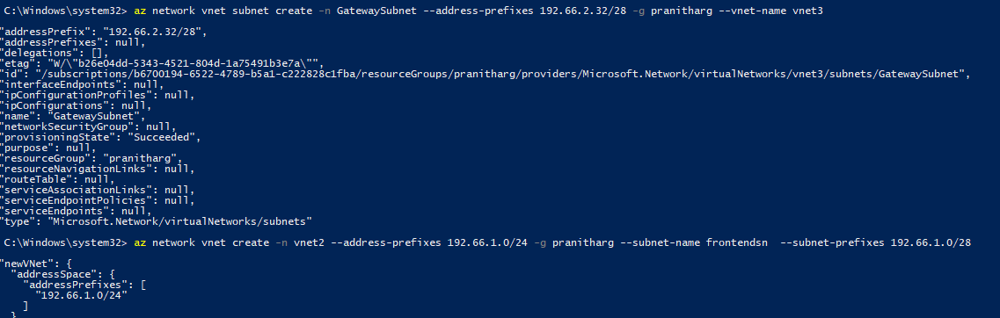 C:\Windows\system32> az network vnet subnet create -n GatewaySubnet --address-prefixes 192.66.2.32/28 -g pranitharg --vnet-name vnet3
"addressPrefix": "192.66.2.32/28",
"addressPrefixes": null,
"delegations": [],
"etag": "W/\"b26e04dd-5343-4521-804d-1a75491b3e7a\"",
"id": "/subscriptions/b6700194-6522-4789-b5a1-c222828c1fba/resourceGroups/pranitharg/providers/Microsoft.Network/virtualNetworks/vnet3/subnets/GatewaySubnet",
"interfaceEndpoints": null,
"ipConfigurationProfiles": null,
"ipConfigurations": null,
"name": "GatewaySubnet",
"networkSecurityGroup": null,
"provisioningState": "Succeeded",
"purpose": null,
"resourceGroup": "pranitharg",
"resourceNavigationLinks": null,
"routeTable": null,
"serviceAssociationLinks": null,
"serviceEndpointPolicies": null,
"serviceEndpoints": null,
"type": "Microsoft.Network/virtualNetworks/subnets"
C:\Windows\system32> az network vnet create -n vnet2 --address-prefixes 192.66.1.0/24 -g pranitharg --subnet-name frontendsn --subnet-prefixes 192.66.1.0/28
"newVNet": {
"addressSpace": {
"addressPrefixes": [
"192.66.1.0/24"
]
}